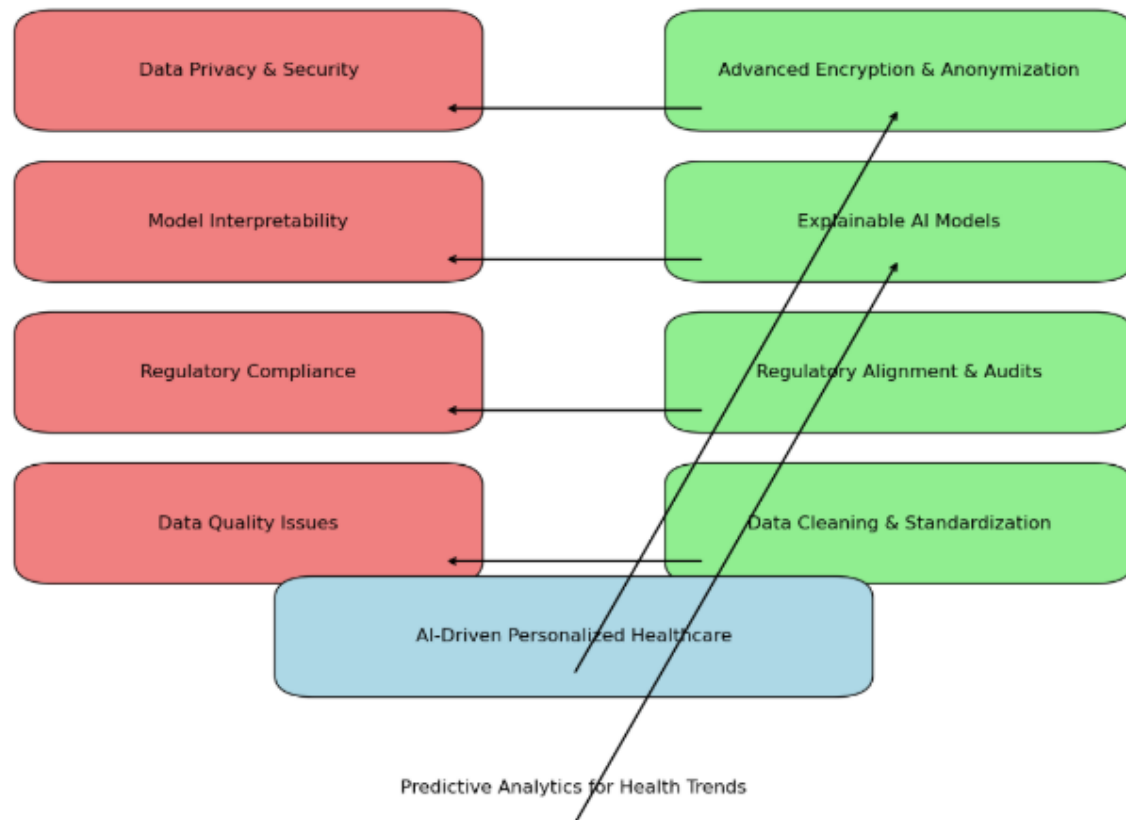 Data Privacy & Security
Advanced Encryption & Anonymization
Model Interpretability
Explainable AI Models
Regulatory Compliance
Regulatory Alignment & Audits
Data Quality Issues
Data Cleaning & Standardization
AI-Driven Personalized Healthcare
Predictive Analytics for Health Trends